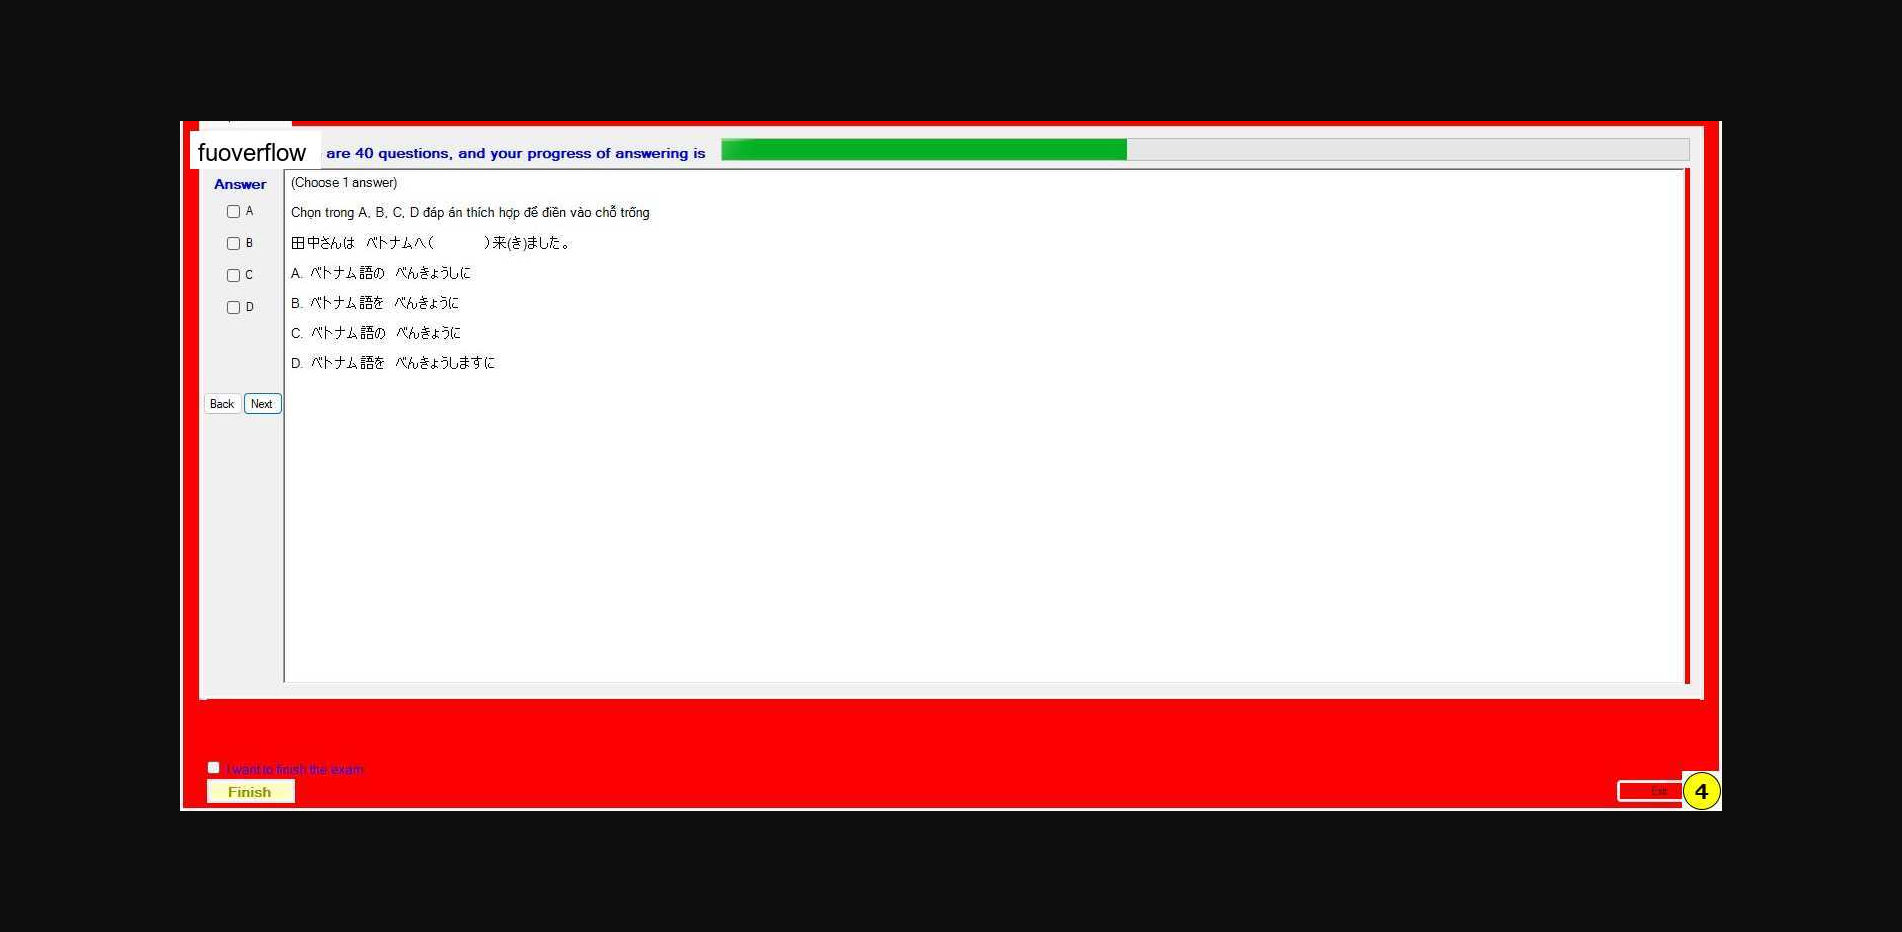 fuoverflow are 40 questions, and your progress of answering is
Answer
(Choose 1 answer)
A
Chọn trong A, B, C, D đáp án thích hợp để điền vào chỗ trống
B
田中さんは ベトナムへ( )来(き)ました。
C
A. ベトナム語の べんきょうしに
D
B. ベトナム語を べんきょうに
C. ベトナム語の べんきょうに
D. ベトナム語を べんきょうしますに
Back Next
I want to finish the exam
Finish
Exit
4